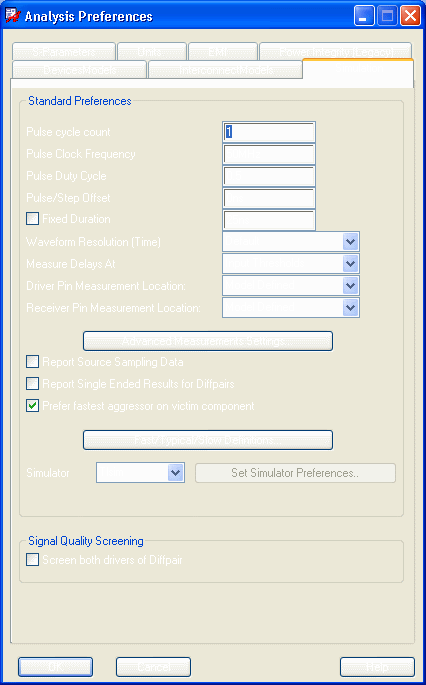 Analysis Preferences
S-Parameters Units EMI Power Integrity (Legacy)
DeviceModels InterconnectModels
Standard Preferences
Pulse cycle count 1
Pulse Clock Frequency
Pulse Duty Cycle
Pulse/Step Offset
Fixed Duration
Waveform Resolution (Time)
Measure Delays At
Driver Pin Measurement Location:
Receiver Pin Measurement Location:
Advanced Measurements Settings...
Report Source Sampling Data
Report Single Ended Results for Diffpairs
Prefer fastest aggressor on victim component
Fast/Typical/Slow Definitions...
Simulator Set Simulator Preferences..
Signal Quality Screening
Screen both drivers of Diffpair
OK Cancel Help